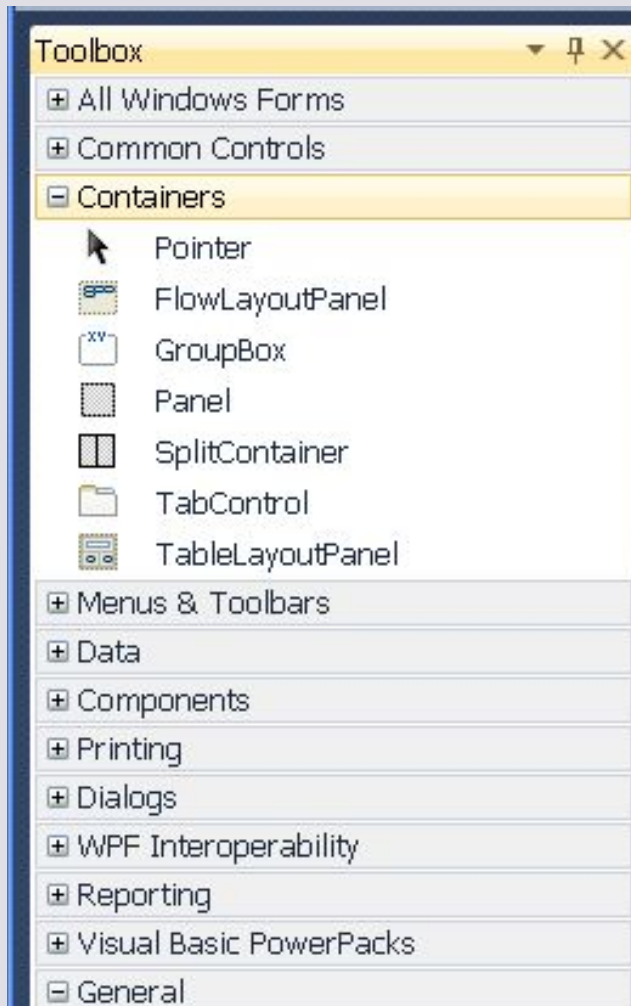 Toolbox
All Windows Forms
Common Controls
Containers
Pointer
FlowLayoutPanel
GroupBox
Panel
SplitContainer
TabControl
TableLayoutPanel
Menus & Toolbars
Data
Components
Printing
Dialogs
WPF Interoperability
Reporting
Visual Basic PowerPacks
General